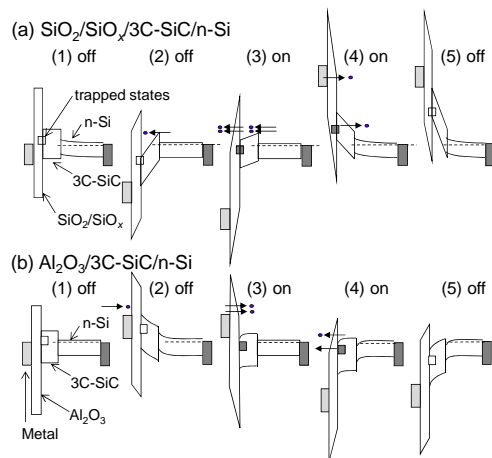 (a) SiO₂/SiOₓ/3C-SiC/n-Si
(1) off (2) off (3) on (4) on (5) off
trapped states
n-Si
3C-SiC
SiO₂/SiOₓ
(b) Al₂O₃/3C-SiC/n-Si
(1) off (2) off (3) on (4) on (5) off
n-Si
3C-SiC
Al₂O₃
Metal